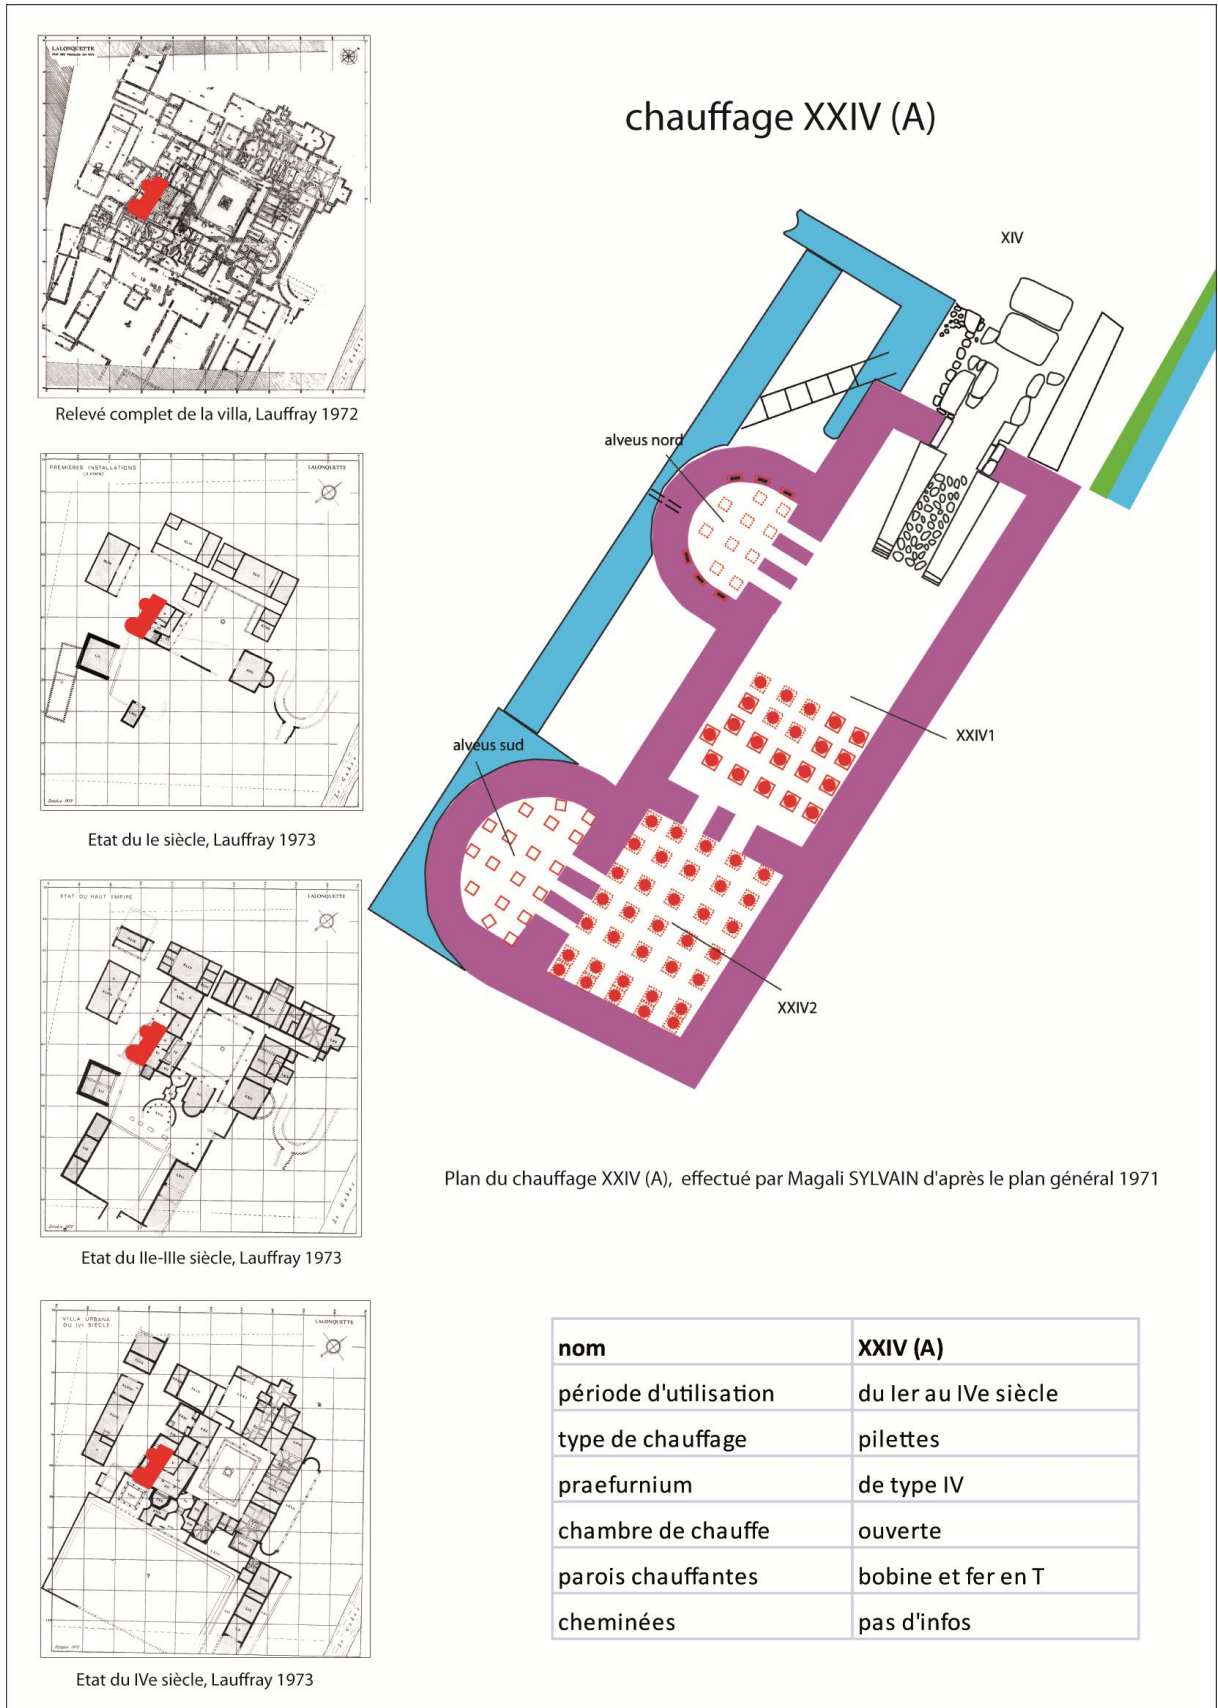 chauffage XXIV (A)
LALONQUETTE
Relevé complet de la villa, Lauffray 1972
PREMIERES INSTALLATIONS
LALONQUETTE
Etat du Ie siècle, Lauffray 1973
ETAT DU HAUT EMPIRE
LALONQUETTE
Etat du IIe-IIIe siècle, Lauffray 1973
VILLA URBANA
DU IVe SIECLE
LALONQUETTE
Etat du IVe siècle, Lauffray 1973
XIV
alveus nord
XXIV1
alveus sud
XXIV2
Plan du chauffage XXIV (A), effectué par Magali SYLVAIN d'après le plan général 1971
nom XXIV (A)
période d'utilisation du Ier au IVe siècle
type de chauffage pilettes
praefurnium de type IV
chambre de chauffe ouverte
parois chauffantes bobine et fer en T
cheminées pas d'infos